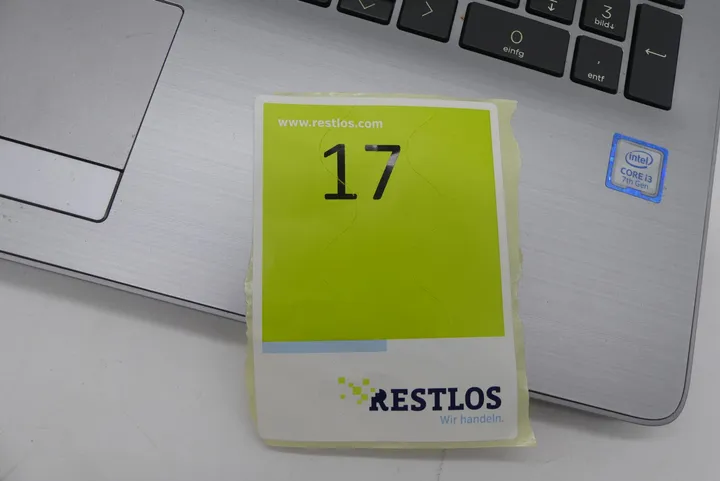 0
einfg
3
bild↓
,
entf
www.restlos.com
17
intel
CORE i3
7th Gen
RESTLOS
Wir handeln.